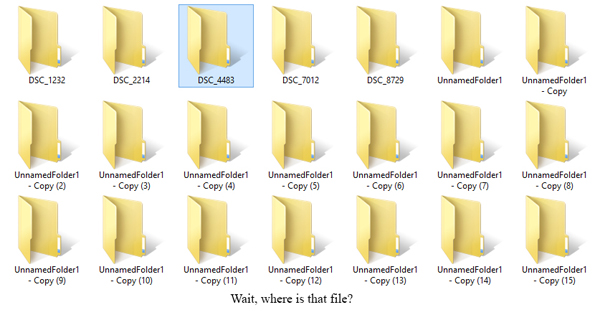 DSC_1232 DSC_2214 DSC_4483 DSC_7012 DSC_8729 UnnamedFolder1 UnnamedFolder1
- Copy
UnnamedFolder1 UnnamedFolder1 UnnamedFolder1 UnnamedFolder1 UnnamedFolder1 UnnamedFolder1 UnnamedFolder1
- Copy (2) - Copy (3) - Copy (4) - Copy (5) - Copy (6) - Copy (7) - Copy (8)
UnnamedFolder1 UnnamedFolder1 UnnamedFolder1 UnnamedFolder1 UnnamedFolder1 UnnamedFolder1 UnnamedFolder1
- Copy (9) - Copy (10) - Copy (11) - Copy (12) - Copy (13) - Copy (14) - Copy (15)
Wait, where is that file?